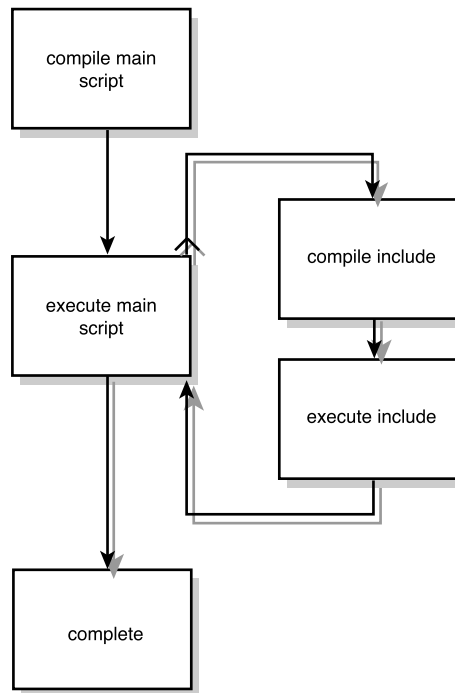 compile main
script
compile include
execute main
script
execute include
complete